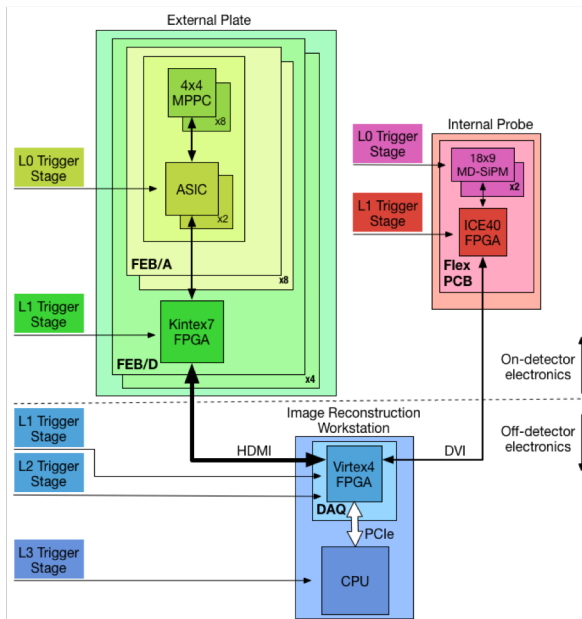 External Plate
4x4
MPPC
x8
L0 Trigger
Stage
ASIC
x2
FEB/A
x8
L1 Trigger
Stage
Kintex7
FPGA
FEB/D
x4
Internal Probe
L0 Trigger
Stage
18x9
MD-SiPM
x2
L1 Trigger
Stage
ICE40
FPGA
Flex
PCB
On-detector
electronics
Off-detector
electronics
Image Reconstruction
Workstation
L1 Trigger
Stage
HDMI
DVI
L2 Trigger
Stage
Virtex4
FPGA
DAQ
PCIe
L3 Trigger
Stage
CPU